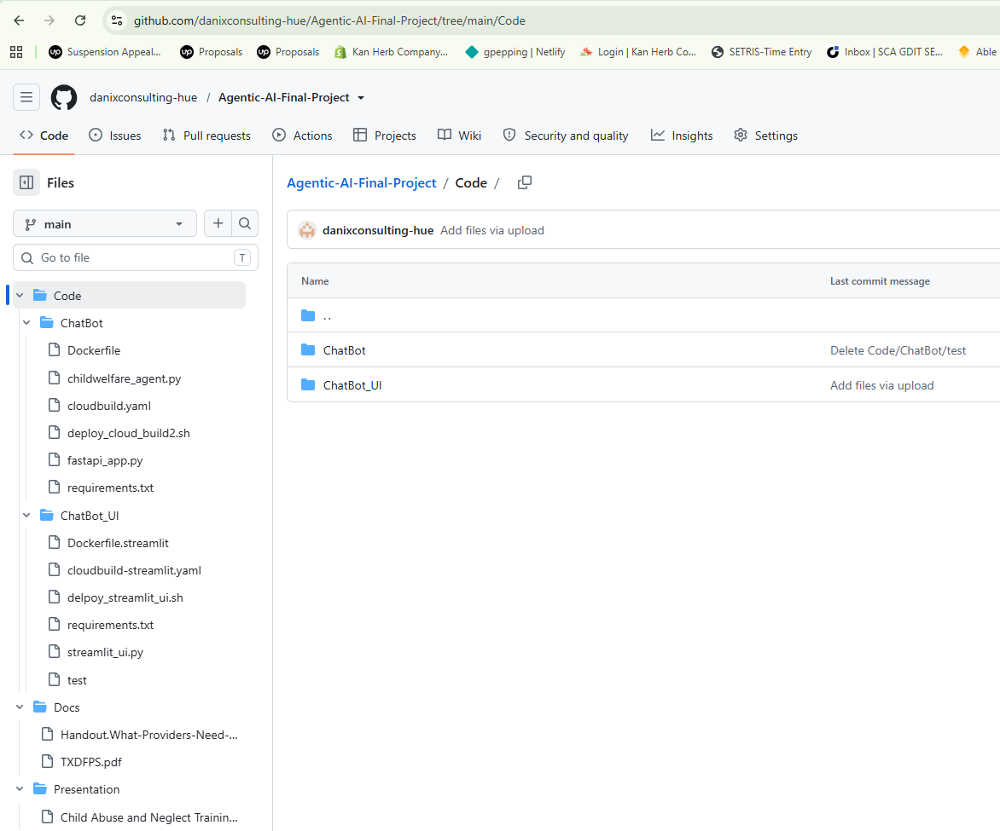 github.com/danixconsulting-hue/Agentic-AI-Final-Project/tree/main/Code
up Suspension Appeal... up Proposals up Proposals Kan Herb Company... gpepping | Netlify Login | Kan Herb Co... SETRIS-Time Entry Inbox | SCA GDIT SE... Able
danixconsulting-hue / Agentic-AI-Final-Project
Code Issues Pull requests Actions Projects Wiki Security and quality Insights Settings
Files
main
Go to file T
Code
ChatBot
Dockerfile
childwelfare_agent.py
cloudbuild.yaml
deploy_cloud_build2.sh
fastapi_app.py
requirements.txt
ChatBot_UI
Dockerfile.streamlit
cloudbuild-streamlit.yaml
delpoy_streamlit_ui.sh
requirements.txt
streamlit_ui.py
test
Docs
Handout.What-Providers-Need-...
TXDFPS.pdf
Presentation
Child Abuse and Neglect Trainin...
Agentic-AI-Final-Project / Code /
danixconsulting-hue Add files via upload
Name Last commit message
..
ChatBot Delete Code/ChatBot/test
ChatBot_UI Add files via upload